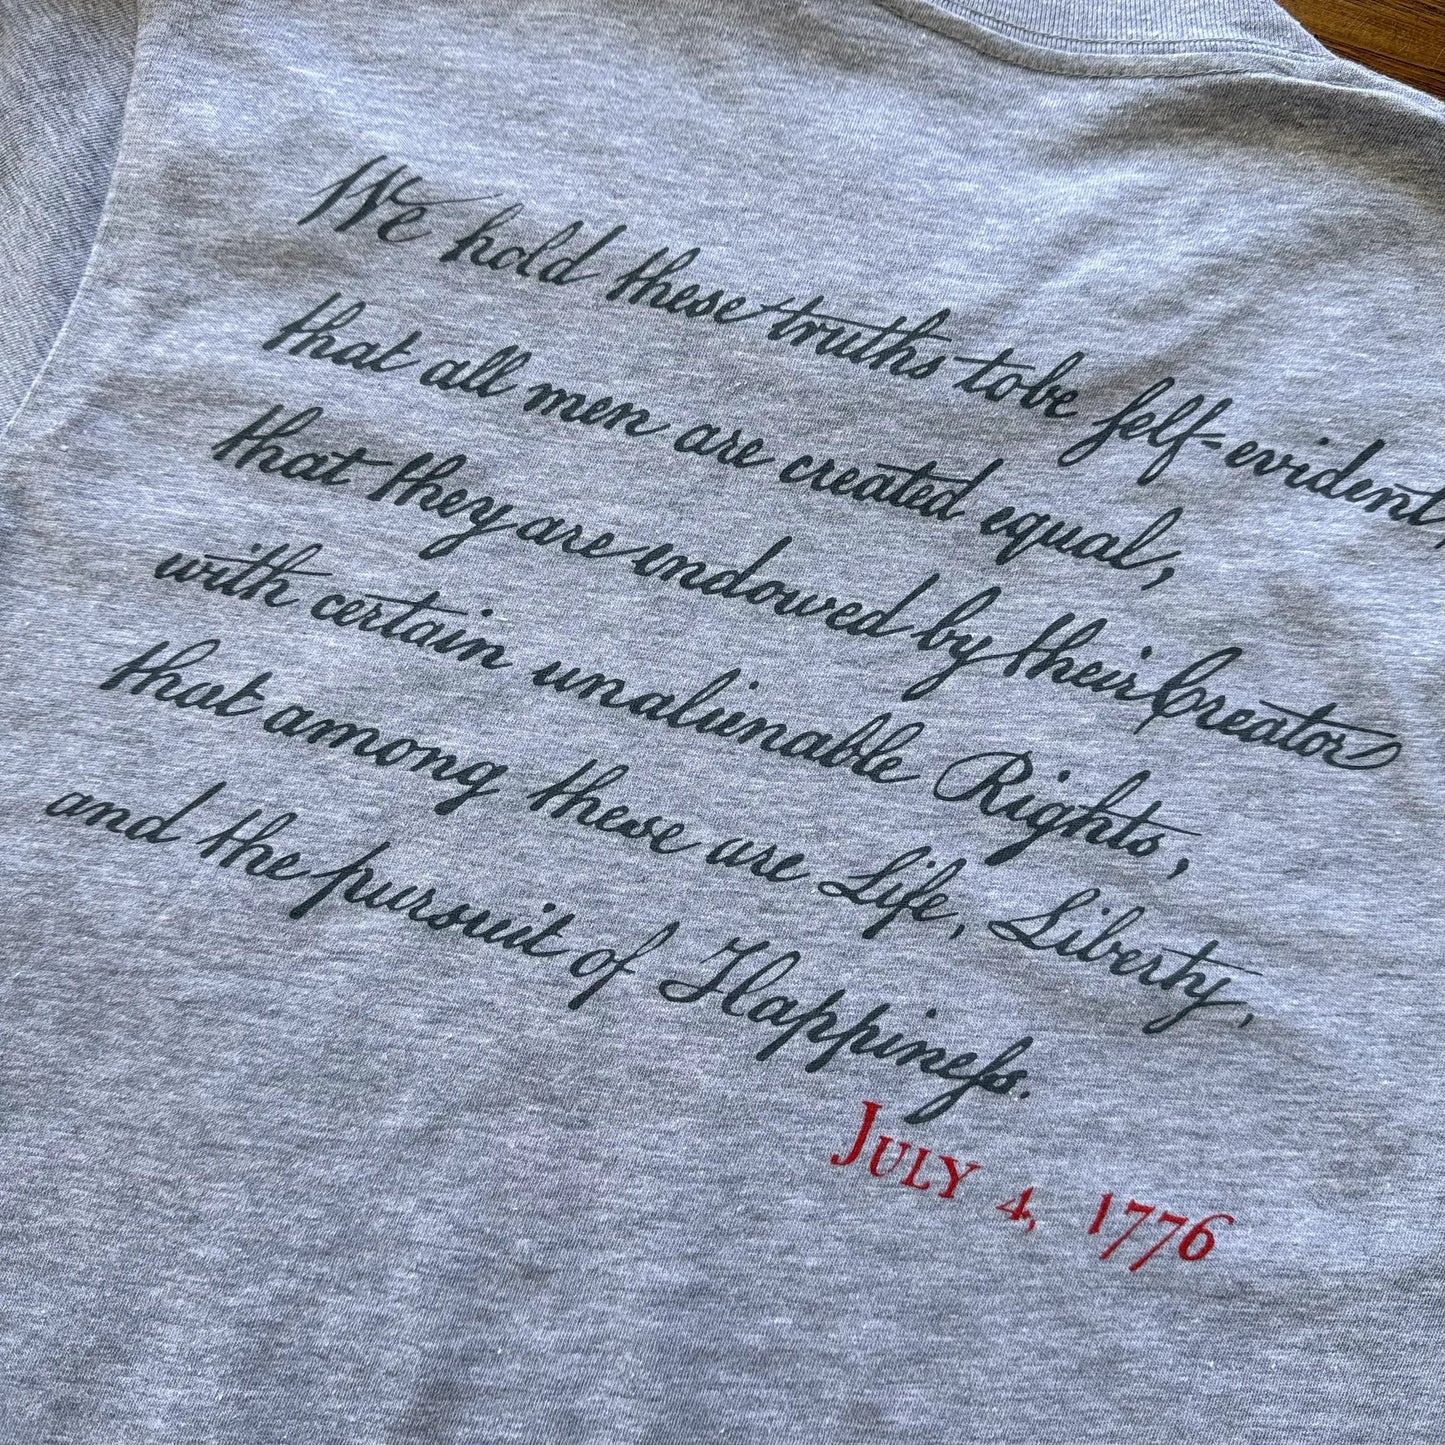 We hold these truths to be ſelf-evident,
that all men are created equal,
that they are endowed by their Creator
with certain unalienable Rights,
that among these are Life, Liberty,
and the pursuit of Happineſs.
July 4, 1776